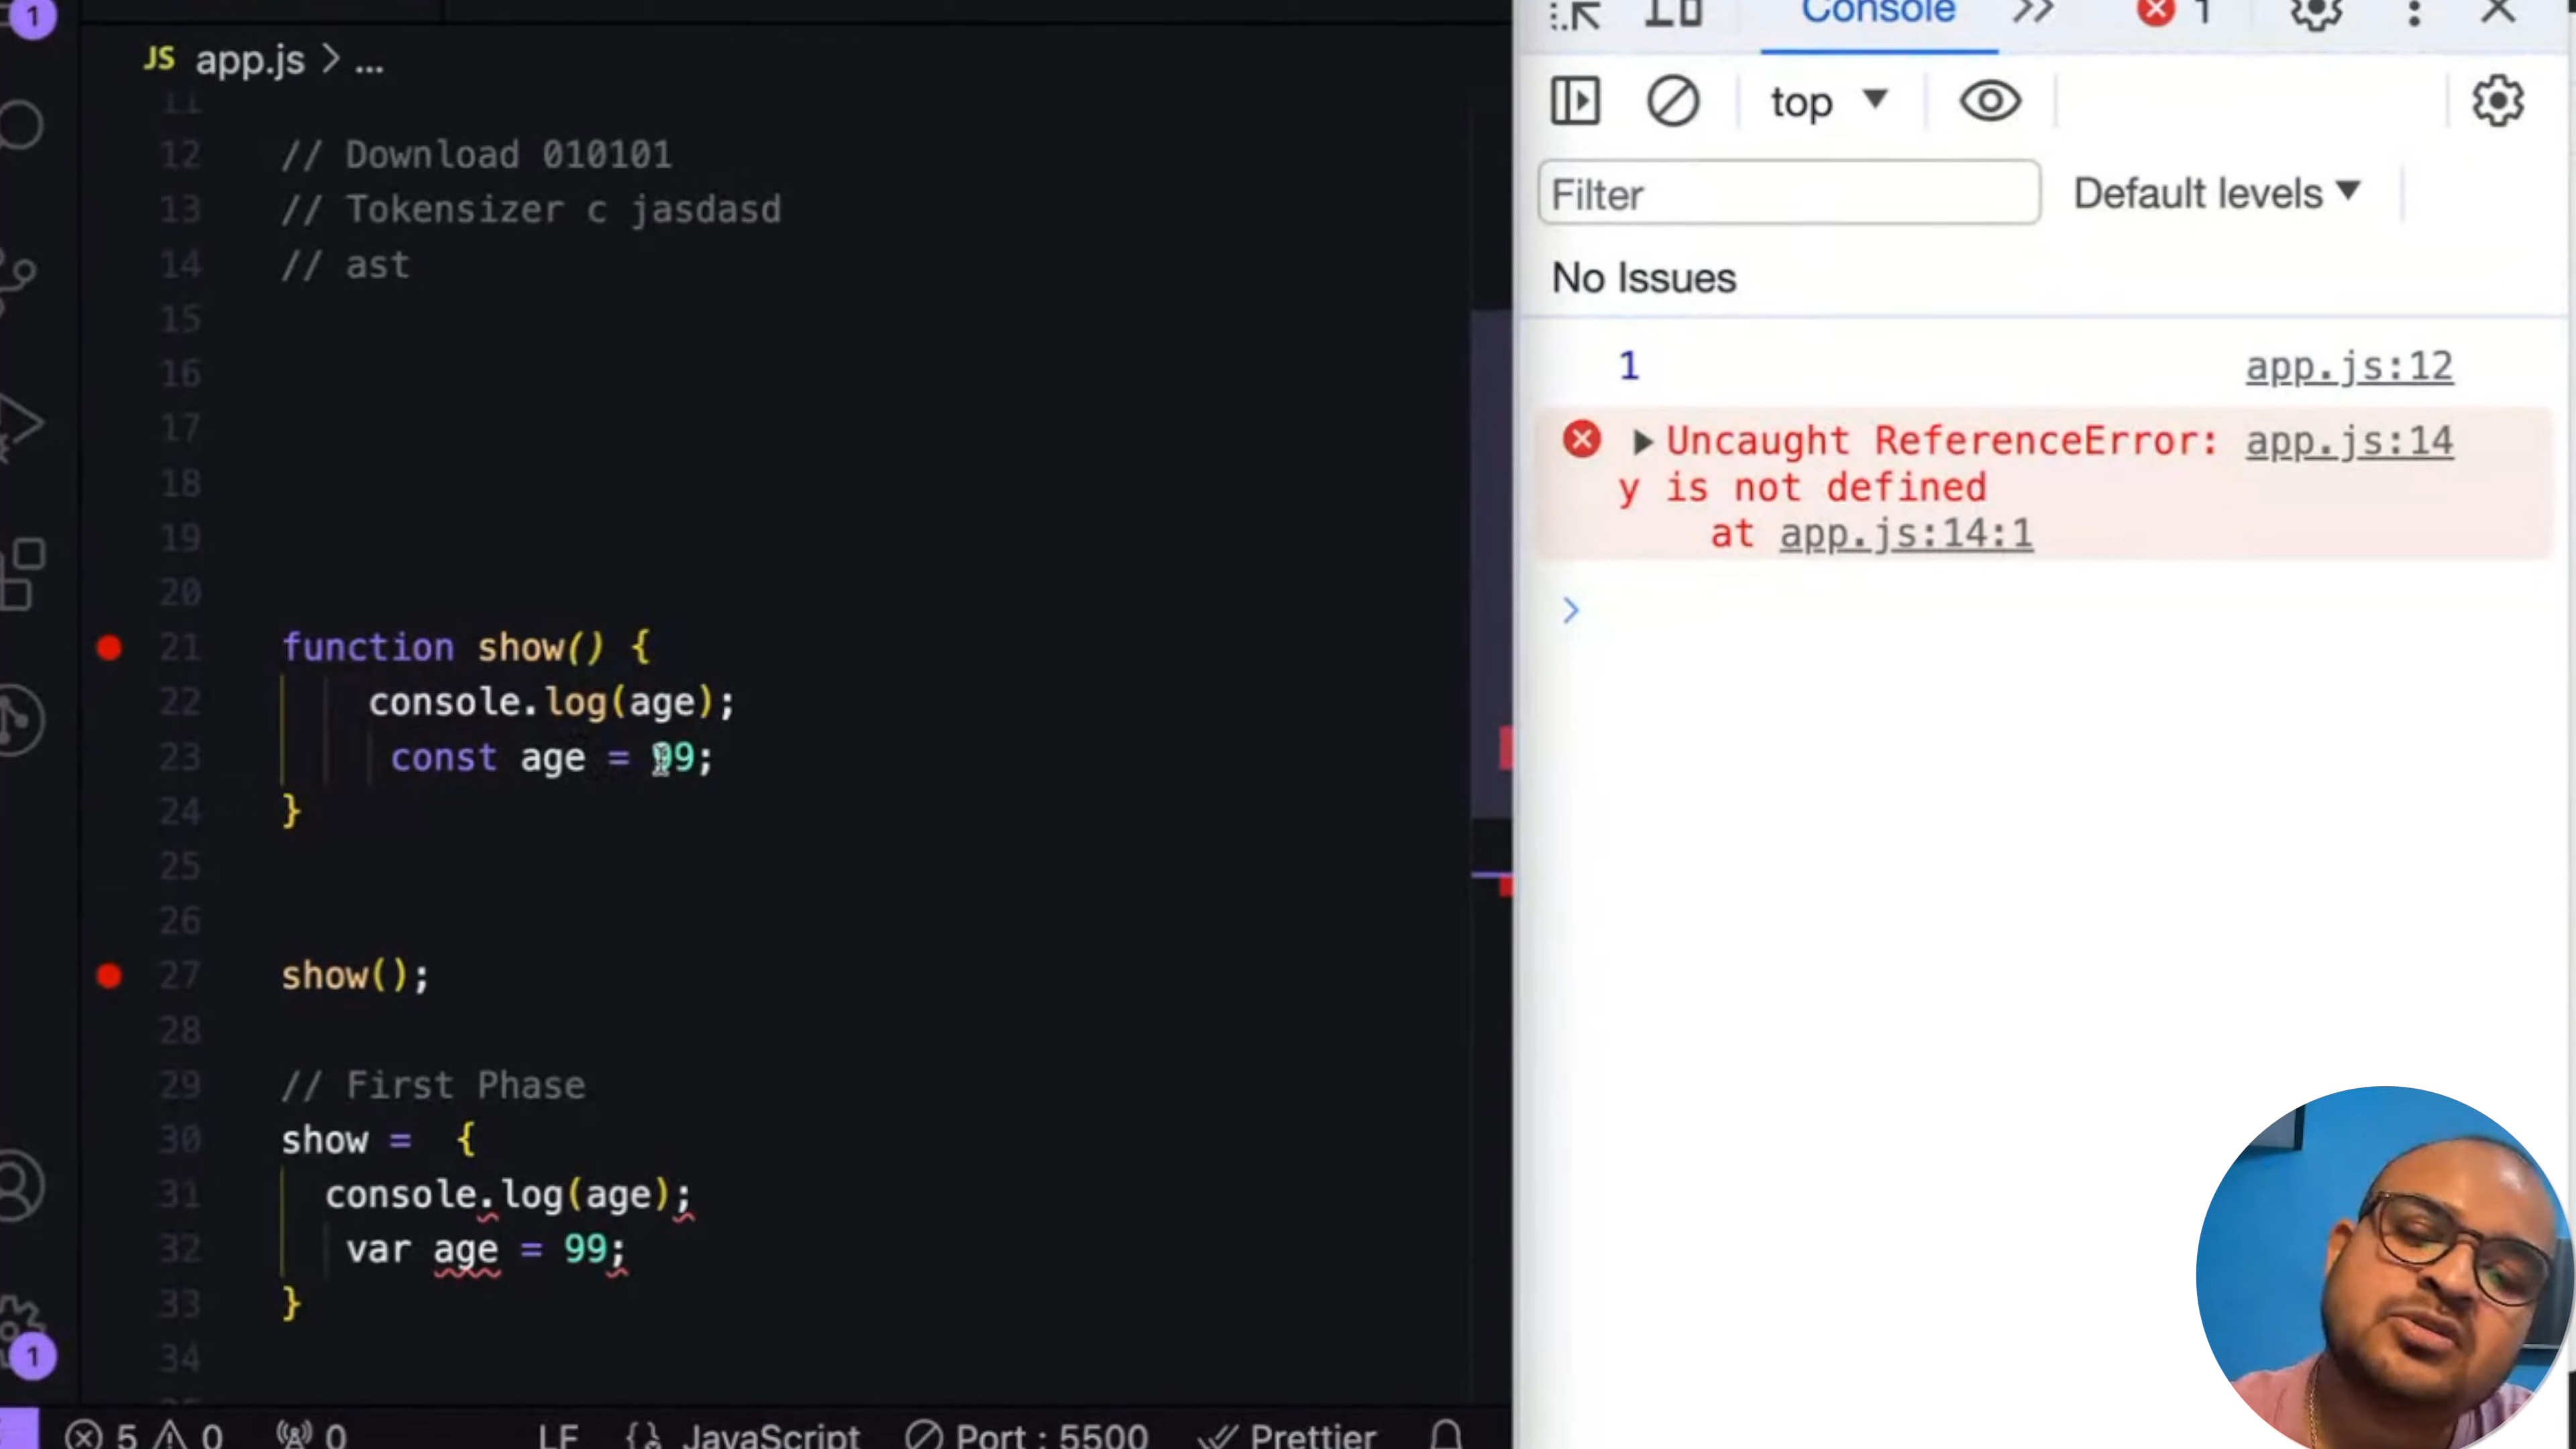 1
JS app.js > ...
11
12 // Download 010101
13 // Tokensizer c jasdasd
14 // ast
15
16
17
18
19
20
21 function show() {
22 console.log(age);
23 const age = 99;
24 }
25
26
27 show();
28
29 // First Phase
30 show = {
31 console.log(age);
32 var age = 99;
33 }
34
1
5 0 0 LF JavaScript Port : 5500 Prettier
Console 1
top
Filter Default levels
No Issues
1 app.js:12
Uncaught ReferenceError: app.js:14
y is not defined
at app.js:14:1